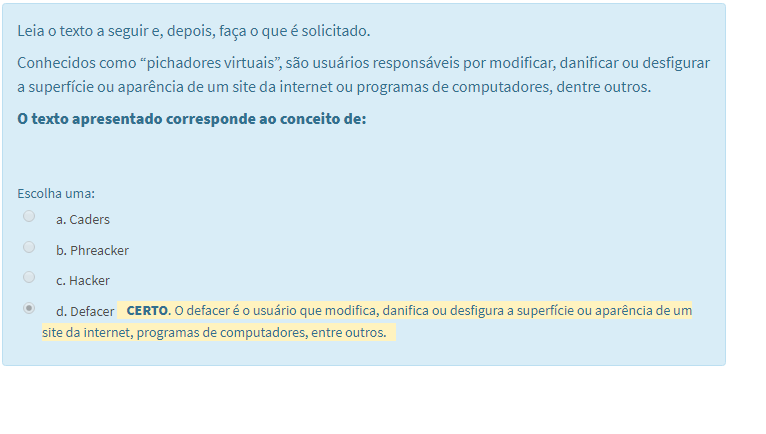 Leia o texto a seguir e, depois, faça o que é solicitado.
Conhecidos como “pichadores virtuais”, são usuários responsáveis por modificar, danificar ou desfigurar
a superfície ou aparência de um site da internet ou programas de computadores, dentre outros.
O texto apresentado corresponde ao conceito de:
Escolha uma:
a. Caders
b. Phreacker
c. Hacker
d. Defacer CERTO. O defacer é o usuário que modifica, danifica ou desfigura a superfície ou aparência de um
site da internet, programas de computadores, entre outros.